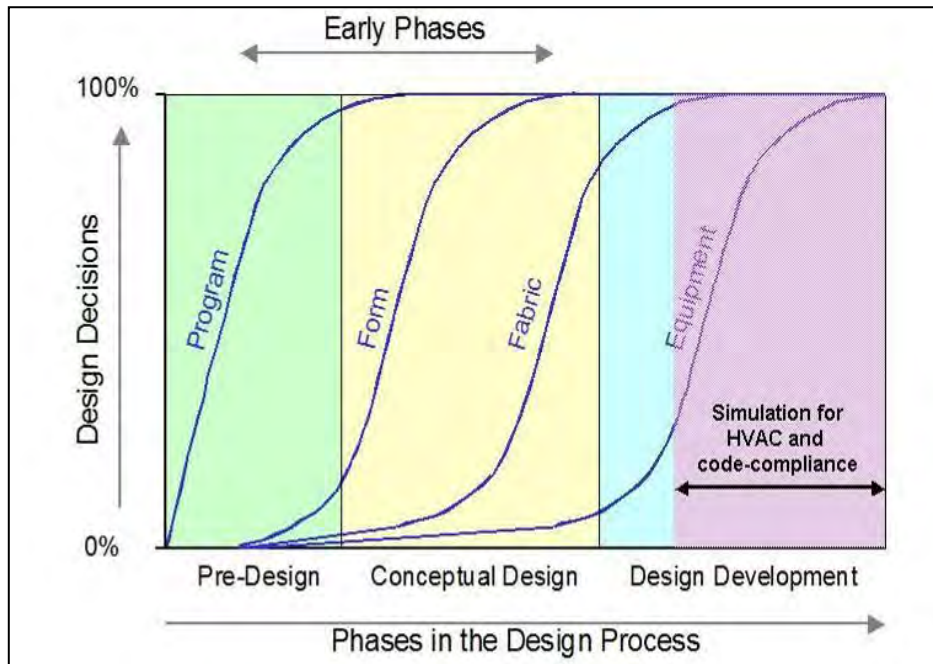 Early Phases
100%
Design Decisions
0%
Program
Form
Fabric
Equipment
Simulation for
HVAC and
code-compliance
Pre-Design
Conceptual Design
Design Development
Phases in the Design Process